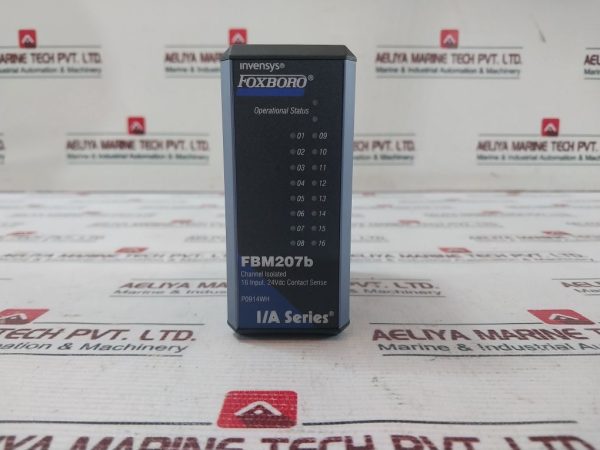 invensys®
FOXBORO®
Operational Status
01 09
02 10
03 11
04 12
05 13
06 14
07 15
08 16
FBM207b
Channel Isolated
16 Input, 24Vdc Contact Sense
P0914WH
I/A Series®
AELIYA MARINE TECH PVT. LTD.
Marine & Industrial Automation & Machinery